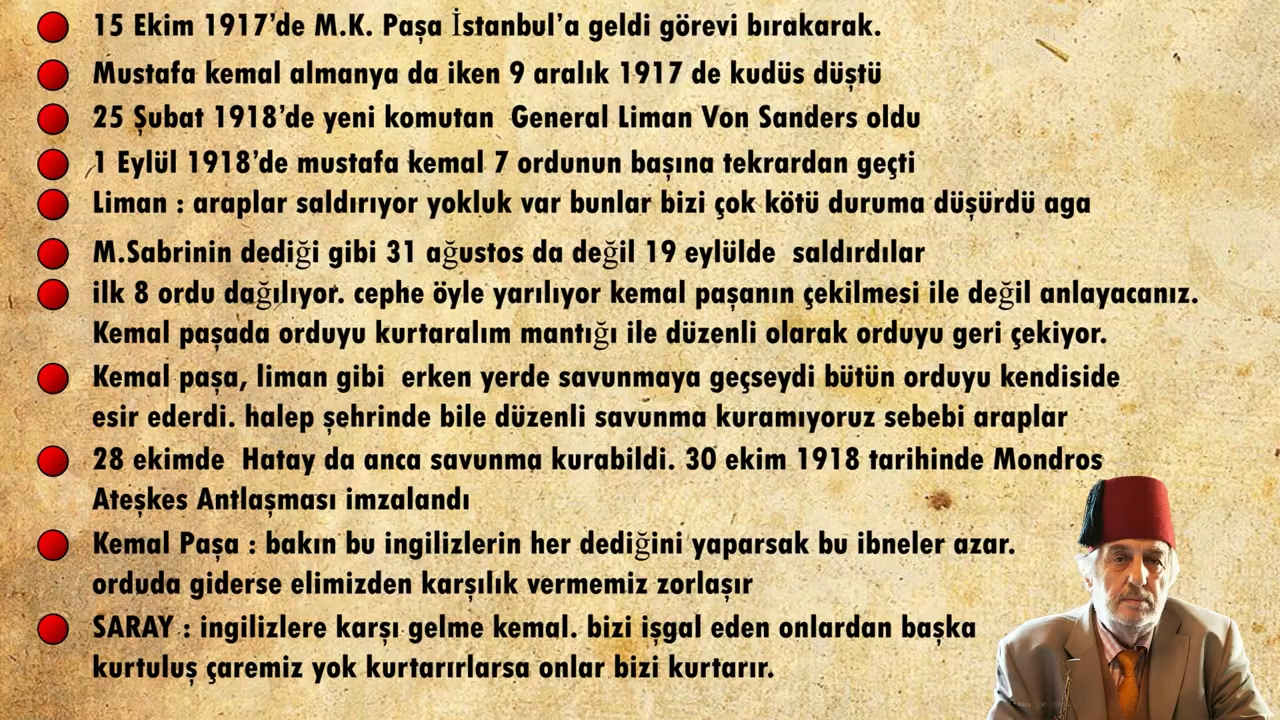 15 Ekim 1917’de M.K. Paşa İstanbul’a geldi görevi bırakarak.
Mustafa kemal almanya da iken 9 aralık 1917 de kudüs düştü
25 Şubat 1918’de yeni komutan General Liman Von Sanders oldu
1 Eylül 1918’de mustafa kemal 7 ordunun başına tekrardan geçti
Liman : araplar saldırıyor yokluk var bunlar bizi çok kötü duruma düşürdü aga
M.Sabrinin dediği gibi 31 ağustos da değil 19 eylülde saldırdılar
ilk 8 ordu dağılıyor. cephe öyle yarılıyor kemal paşanın çekilmesi ile değil anlayacanız.
Kemal paşada orduyu kurtaralım mantığı ile düzenli olarak orduyu geri çekiyor.
Kemal paşa, liman gibi erken yerde savunmaya geçseydi bütün orduyu kendiside
esir ederdi. halep şehrinde bile düzenli savunma kuramıyoruz sebebi araplar
28 ekimde Hatay da anca savunma kurabildi. 30 ekim 1918 tarihinde Mondros
Ateşkes Antlaşması imzalandı
Kemal Paşa : bakın bu ingilizlerin her dediğini yaparsak bu ibneler azar.
orduda giderse elimizden karşılık vermemiz zorlaşır
SARAY : ingilizlere karşı gelme kemal. bizi işgal eden onlardan başka
kurtuluş çaremiz yok kurtarırlarsa onlar bizi kurtarır.